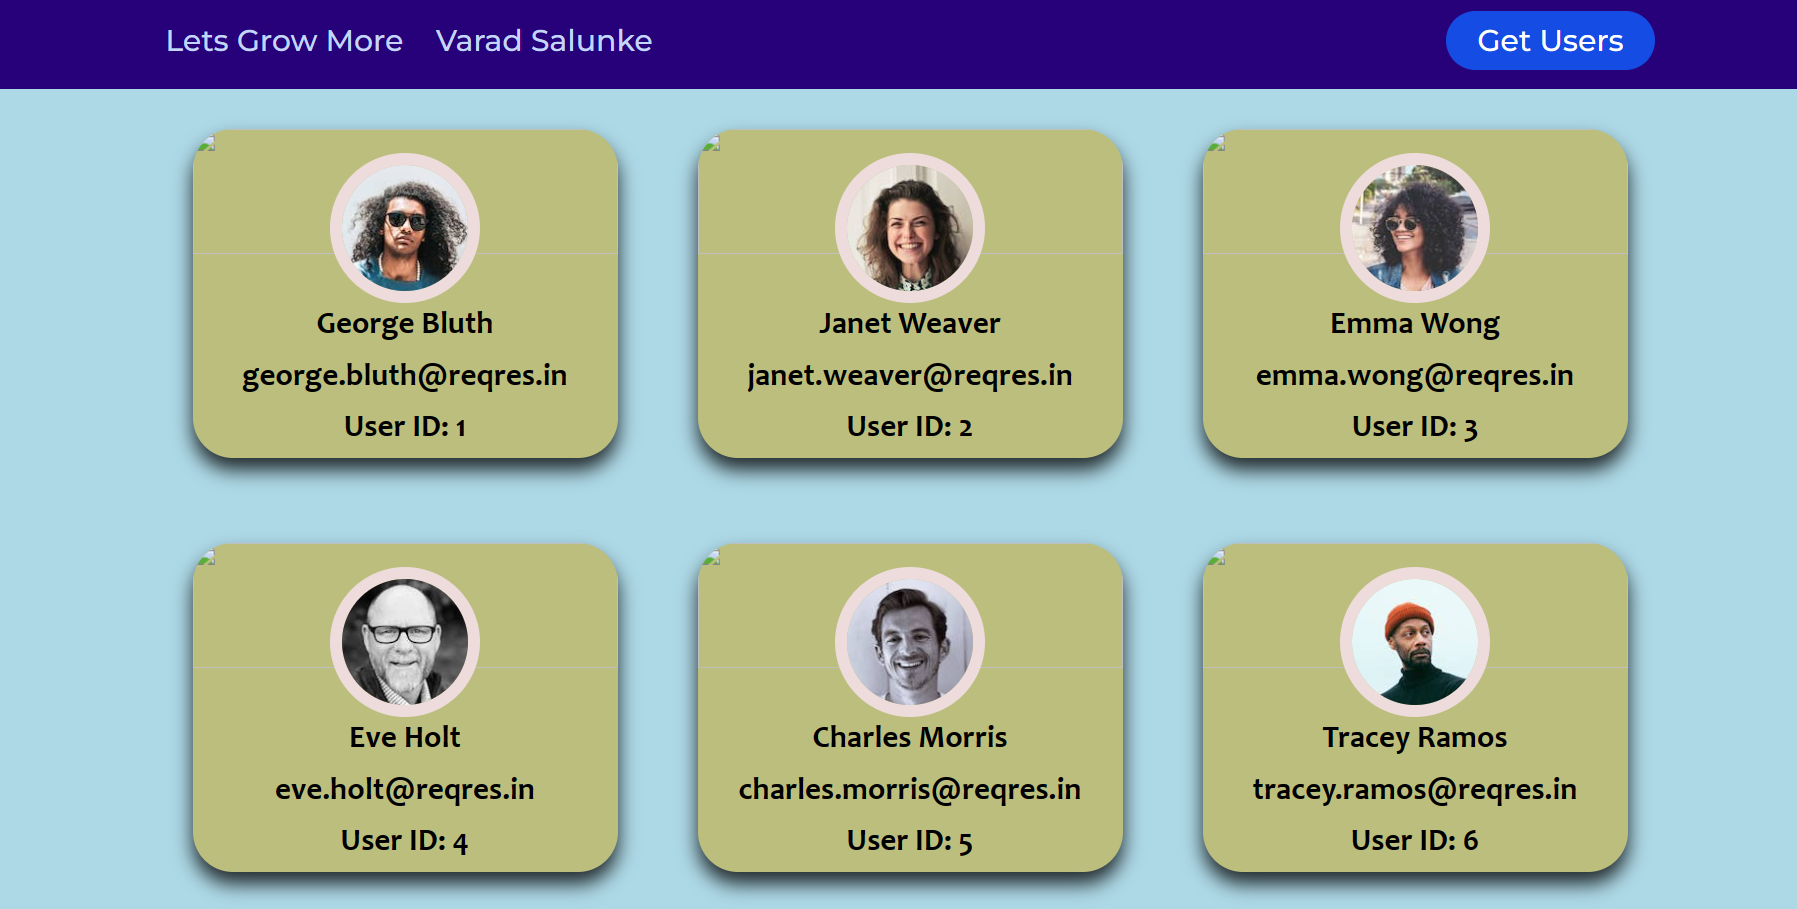 Lets Grow More Varad Salunke Get Users
George Bluth
george.bluth@reqres.in
User ID: 1
Janet Weaver
janet.weaver@reqres.in
User ID: 2
Emma Wong
emma.wong@reqres.in
User ID: 3
Eve Holt
eve.holt@reqres.in
User ID: 4
Charles Morris
charles.morris@reqres.in
User ID: 5
Tracey Ramos
tracey.ramos@reqres.in
User ID: 6